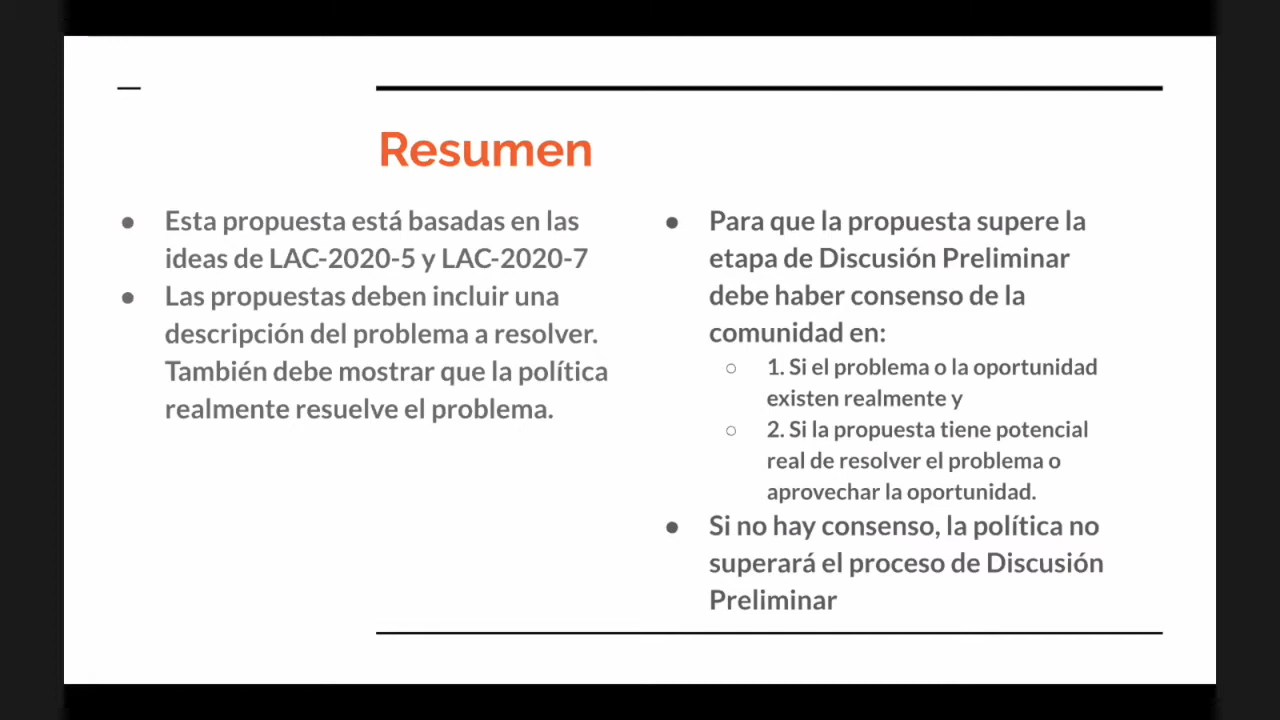 Resumen
● Esta propuesta está basadas en las
ideas de LAC-2020-5 y LAC-2020-7
● Las propuestas deben incluir una
descripción del problema a resolver.
También debe mostrar que la política
realmente resuelve el problema.
● Para que la propuesta supere la
etapa de Discusión Preliminar
debe haber consenso de la
comunidad en:
○ 1. Si el problema o la oportunidad
existen realmente y
○ 2. Si la propuesta tiene potencial
real de resolver el problema o
aprovechar la oportunidad.
● Si no hay consenso, la política no
superará el proceso de Discusión
Preliminar